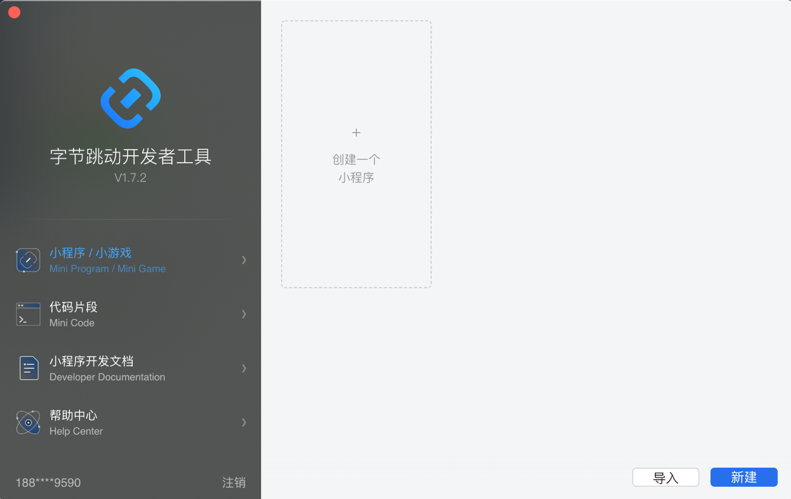 字节跳动开发者工具
V1.7.2
小程序 / 小游戏
Mini Program / Mini Game
代码片段
Mini Code
小程序开发文档
Developer Documentation
帮助中心
Help Center
188****9590
注销
+
创建一个
小程序
导入
新建